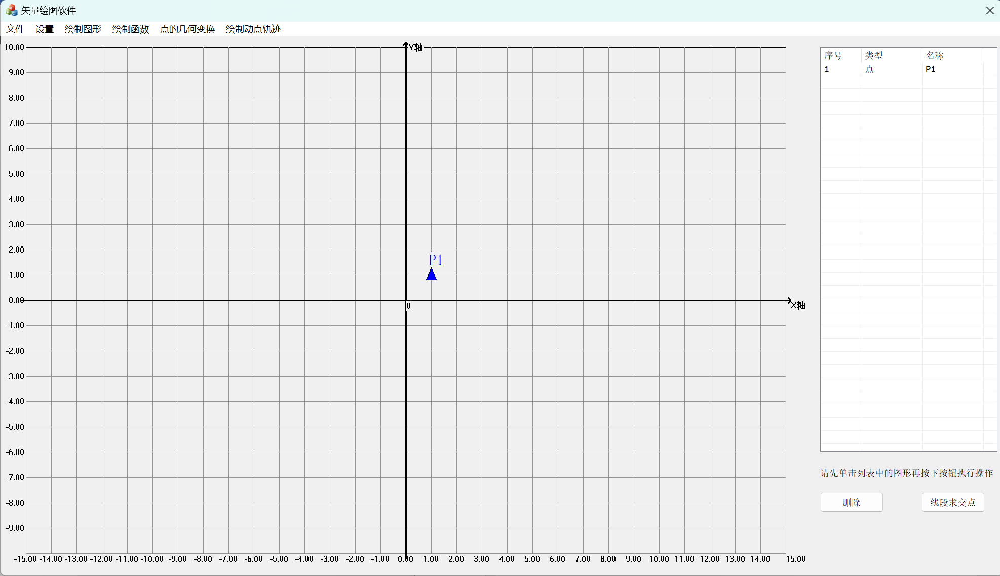 矢量绘图软件
文件 设置 绘制图形 绘制函数 点的几何变换 绘制动点轨迹
Y轴
10.00
9.00
8.00
7.00
6.00
5.00
4.00
3.00
2.00
1.00
0.00
-1.00
-2.00
-3.00
-4.00
-5.00
-6.00
-7.00
-8.00
-9.00
P1
0
X轴
-15.00 -14.00 -13.00 -12.00 -11.00 -10.00 -9.00 -8.00 -7.00 -6.00 -5.00 -4.00 -3.00 -2.00 -1.00 0.00 1.00 2.00 3.00 4.00 5.00 6.00 7.00 8.00 9.00 10.00 11.00 12.00 13.00 14.00 15.00
序号 类型 名称
1 点 P1
请先单击列表中的图形再按下按钮执行操作
删除 线段求交点